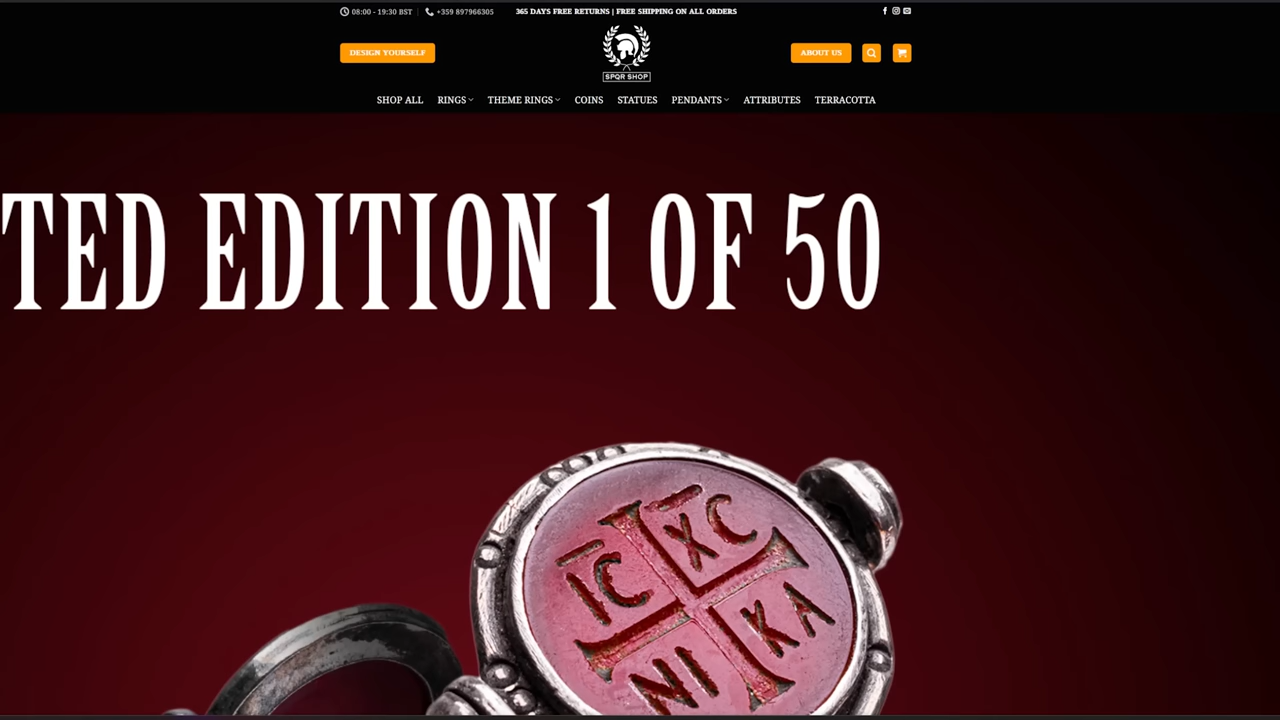 08:00 - 19:30 BST
+359 897966305
365 DAYS FREE RETURNS | FREE SHIPPING ON ALL ORDERS
DESIGN YOURSELF
SPQR SHOP
ABOUT US
SHOP ALL RINGS THEME RINGS COINS STATUES PENDANTS ATTRIBUTES TERRACOTTA
TED EDITION 1 OF 50
IC XC
NI KA